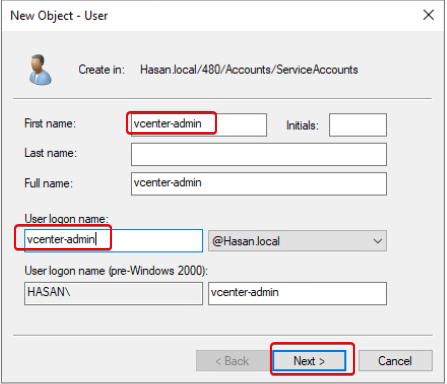 New Object - User
Create in: Hasan.local/480/Accounts/ServiceAccounts
First name: vcenter-admin Initials:
Last name:
Full name: vcenter-admin
User logon name:
vcenter-admin @Hasan.local
User logon name (pre-Windows 2000):
HASAN\ vcenter-admin
< Back Next > Cancel